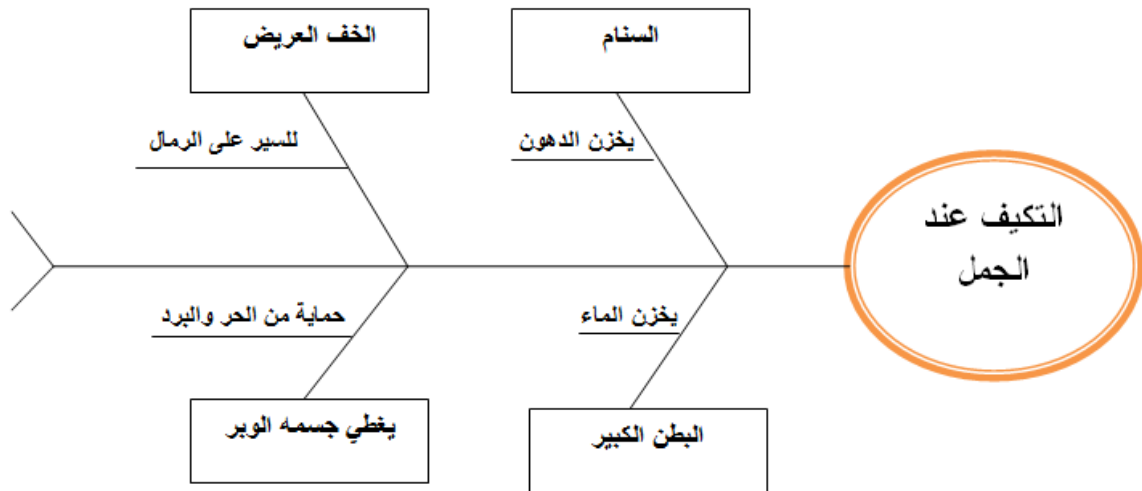 السنام
الخف العريض
يخزن الدهون
للسير على الرمال
التكيف عند
الجمل
يخزن الماء
حماية من الحر والبرد
البطن الكبير
يغطي جسمه الوبر